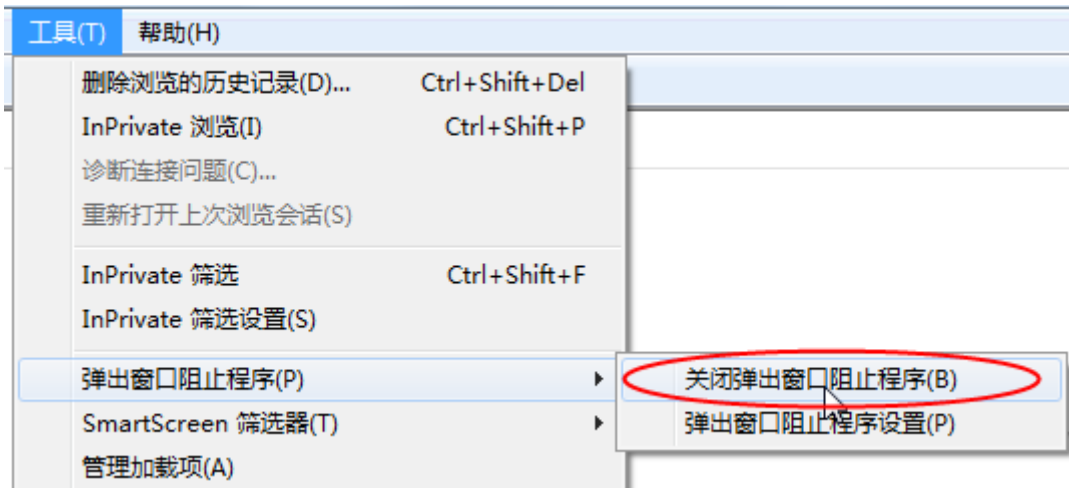 工具(T) 帮助(H)
删除浏览的历史记录(D)... Ctrl+Shift+Del
InPrivate 浏览(I) Ctrl+Shift+P
诊断连接问题(C)...
重新打开上次浏览会话(S)
InPrivate 筛选 Ctrl+Shift+F
InPrivate 筛选设置(S)
弹出窗口阻止程序(P) 关闭弹出窗口阻止程序(B)
SmartScreen 筛选器(T) 弹出窗口阻止程序设置(P)
管理加载项(A)